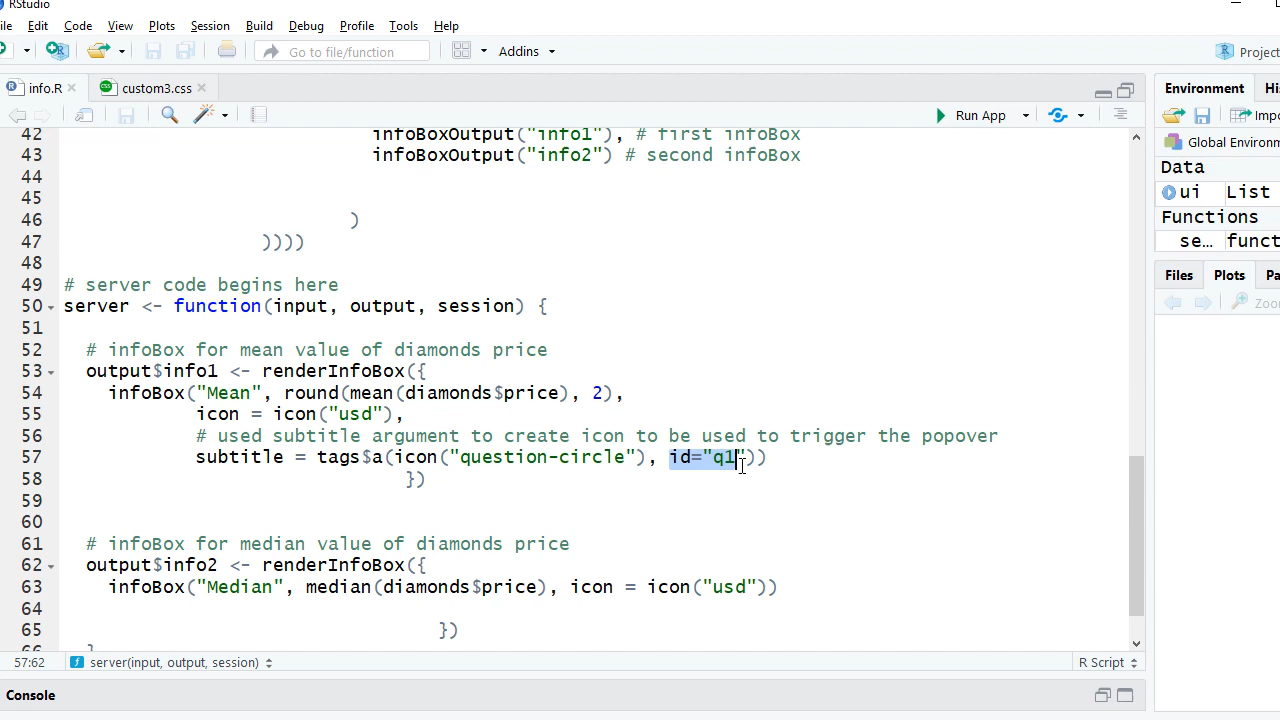 RStudio
ile Edit Code View Plots Session Build Debug Profile Tools Help
Go to file/function Addins Project
info.R custom3.css
Run App
42 infoBoxOutput("info1"), # first infoBox
43 infoBoxOutput("info2") # second infoBox
44
45
46 )
47 ))))
48
49 # server code begins here
50 server <- function(input, output, session) {
51
52 # infoBox for mean value of diamonds price
53 output$info1 <- renderInfoBox({
54 infoBox("Mean", round(mean(diamonds$price), 2),
55 icon = icon("usd"),
56 # used subtitle argument to create icon to be used to trigger the popover
57 subtitle = tags$a(icon("question-circle"), id="q1"))
58 })
59
60
61 # infoBox for median value of diamonds price
62 output$info2 <- renderInfoBox({
63 infoBox("Median", median(diamonds$price), icon = icon("usd"))
64
65 })
66 }
57:62 server(input, output, session) R Script
Console
Environment Hi
Impo
Global Environm
Data
ui List
Functions
se... funct
Files Plots Pa
Zoo